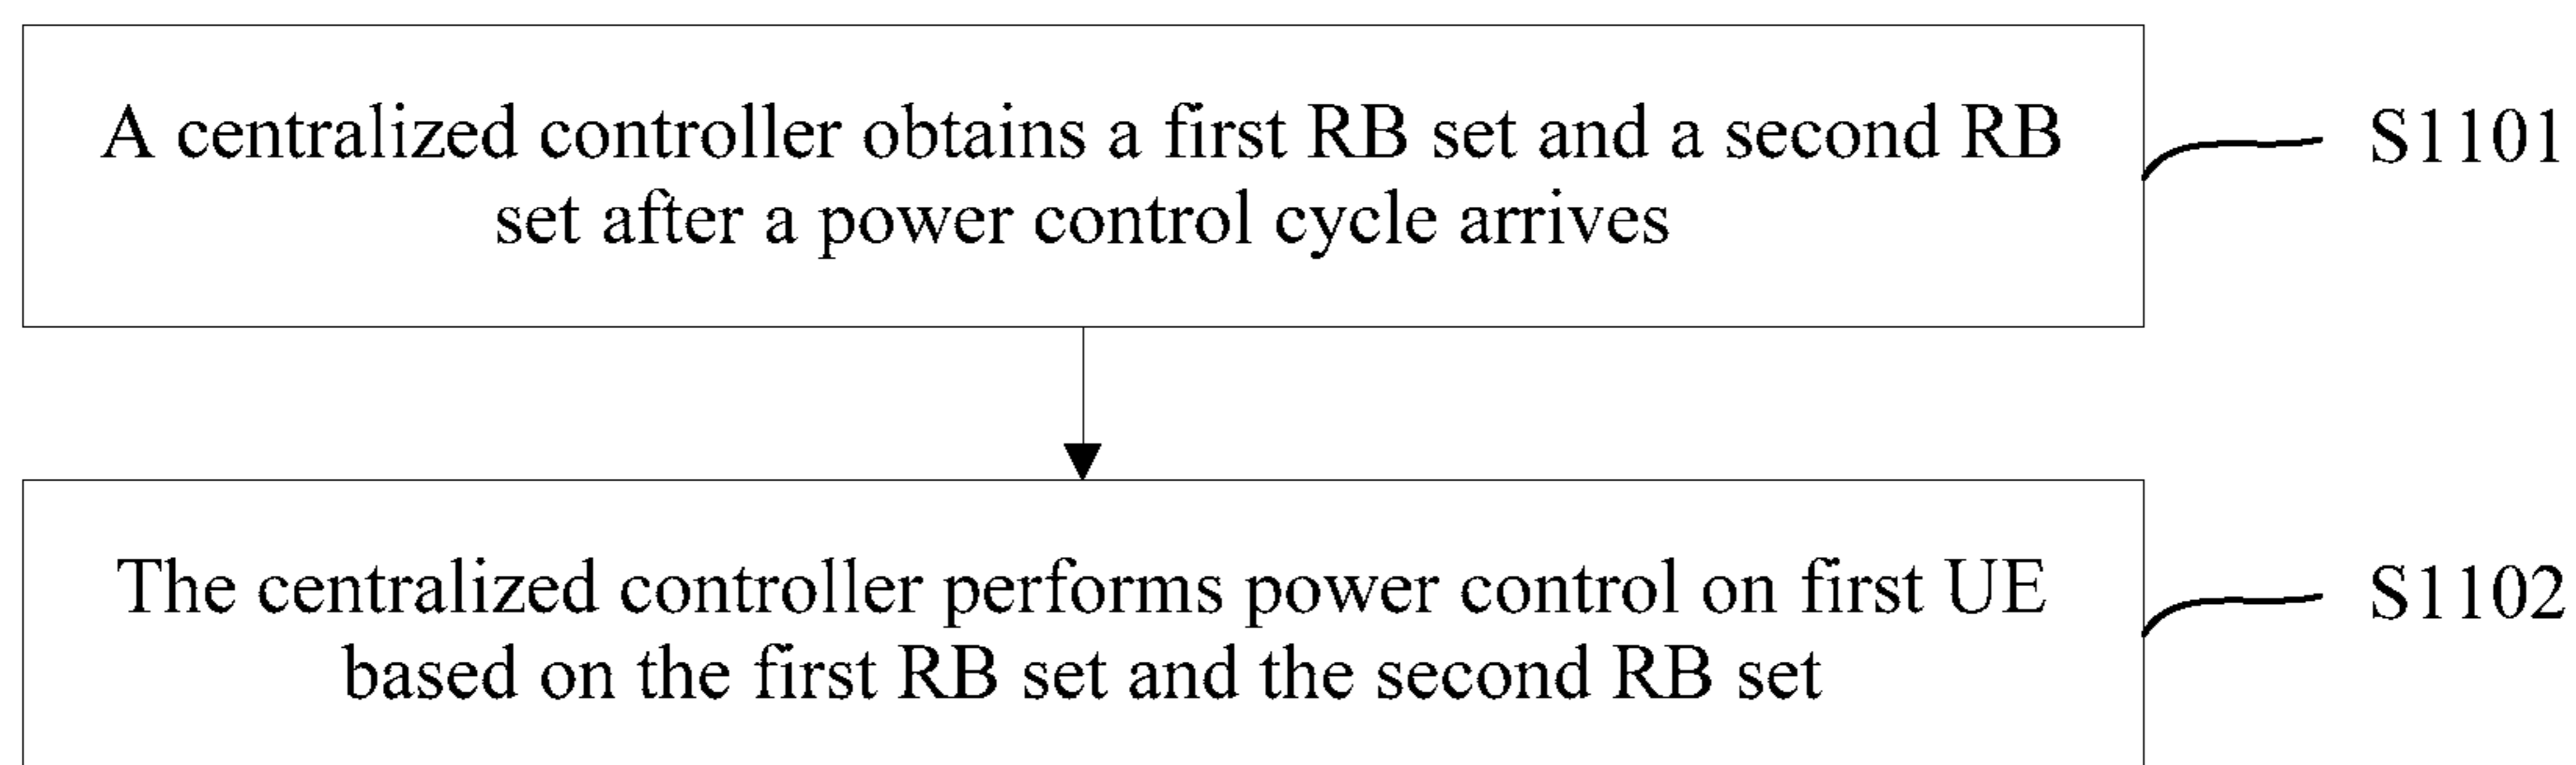 A centralized controller obtains a first RB set and a second RB
set after a power control cycle arrives
S1101
The centralized controller performs power control on first UE
based on the first RB set and the second RB set
S1102